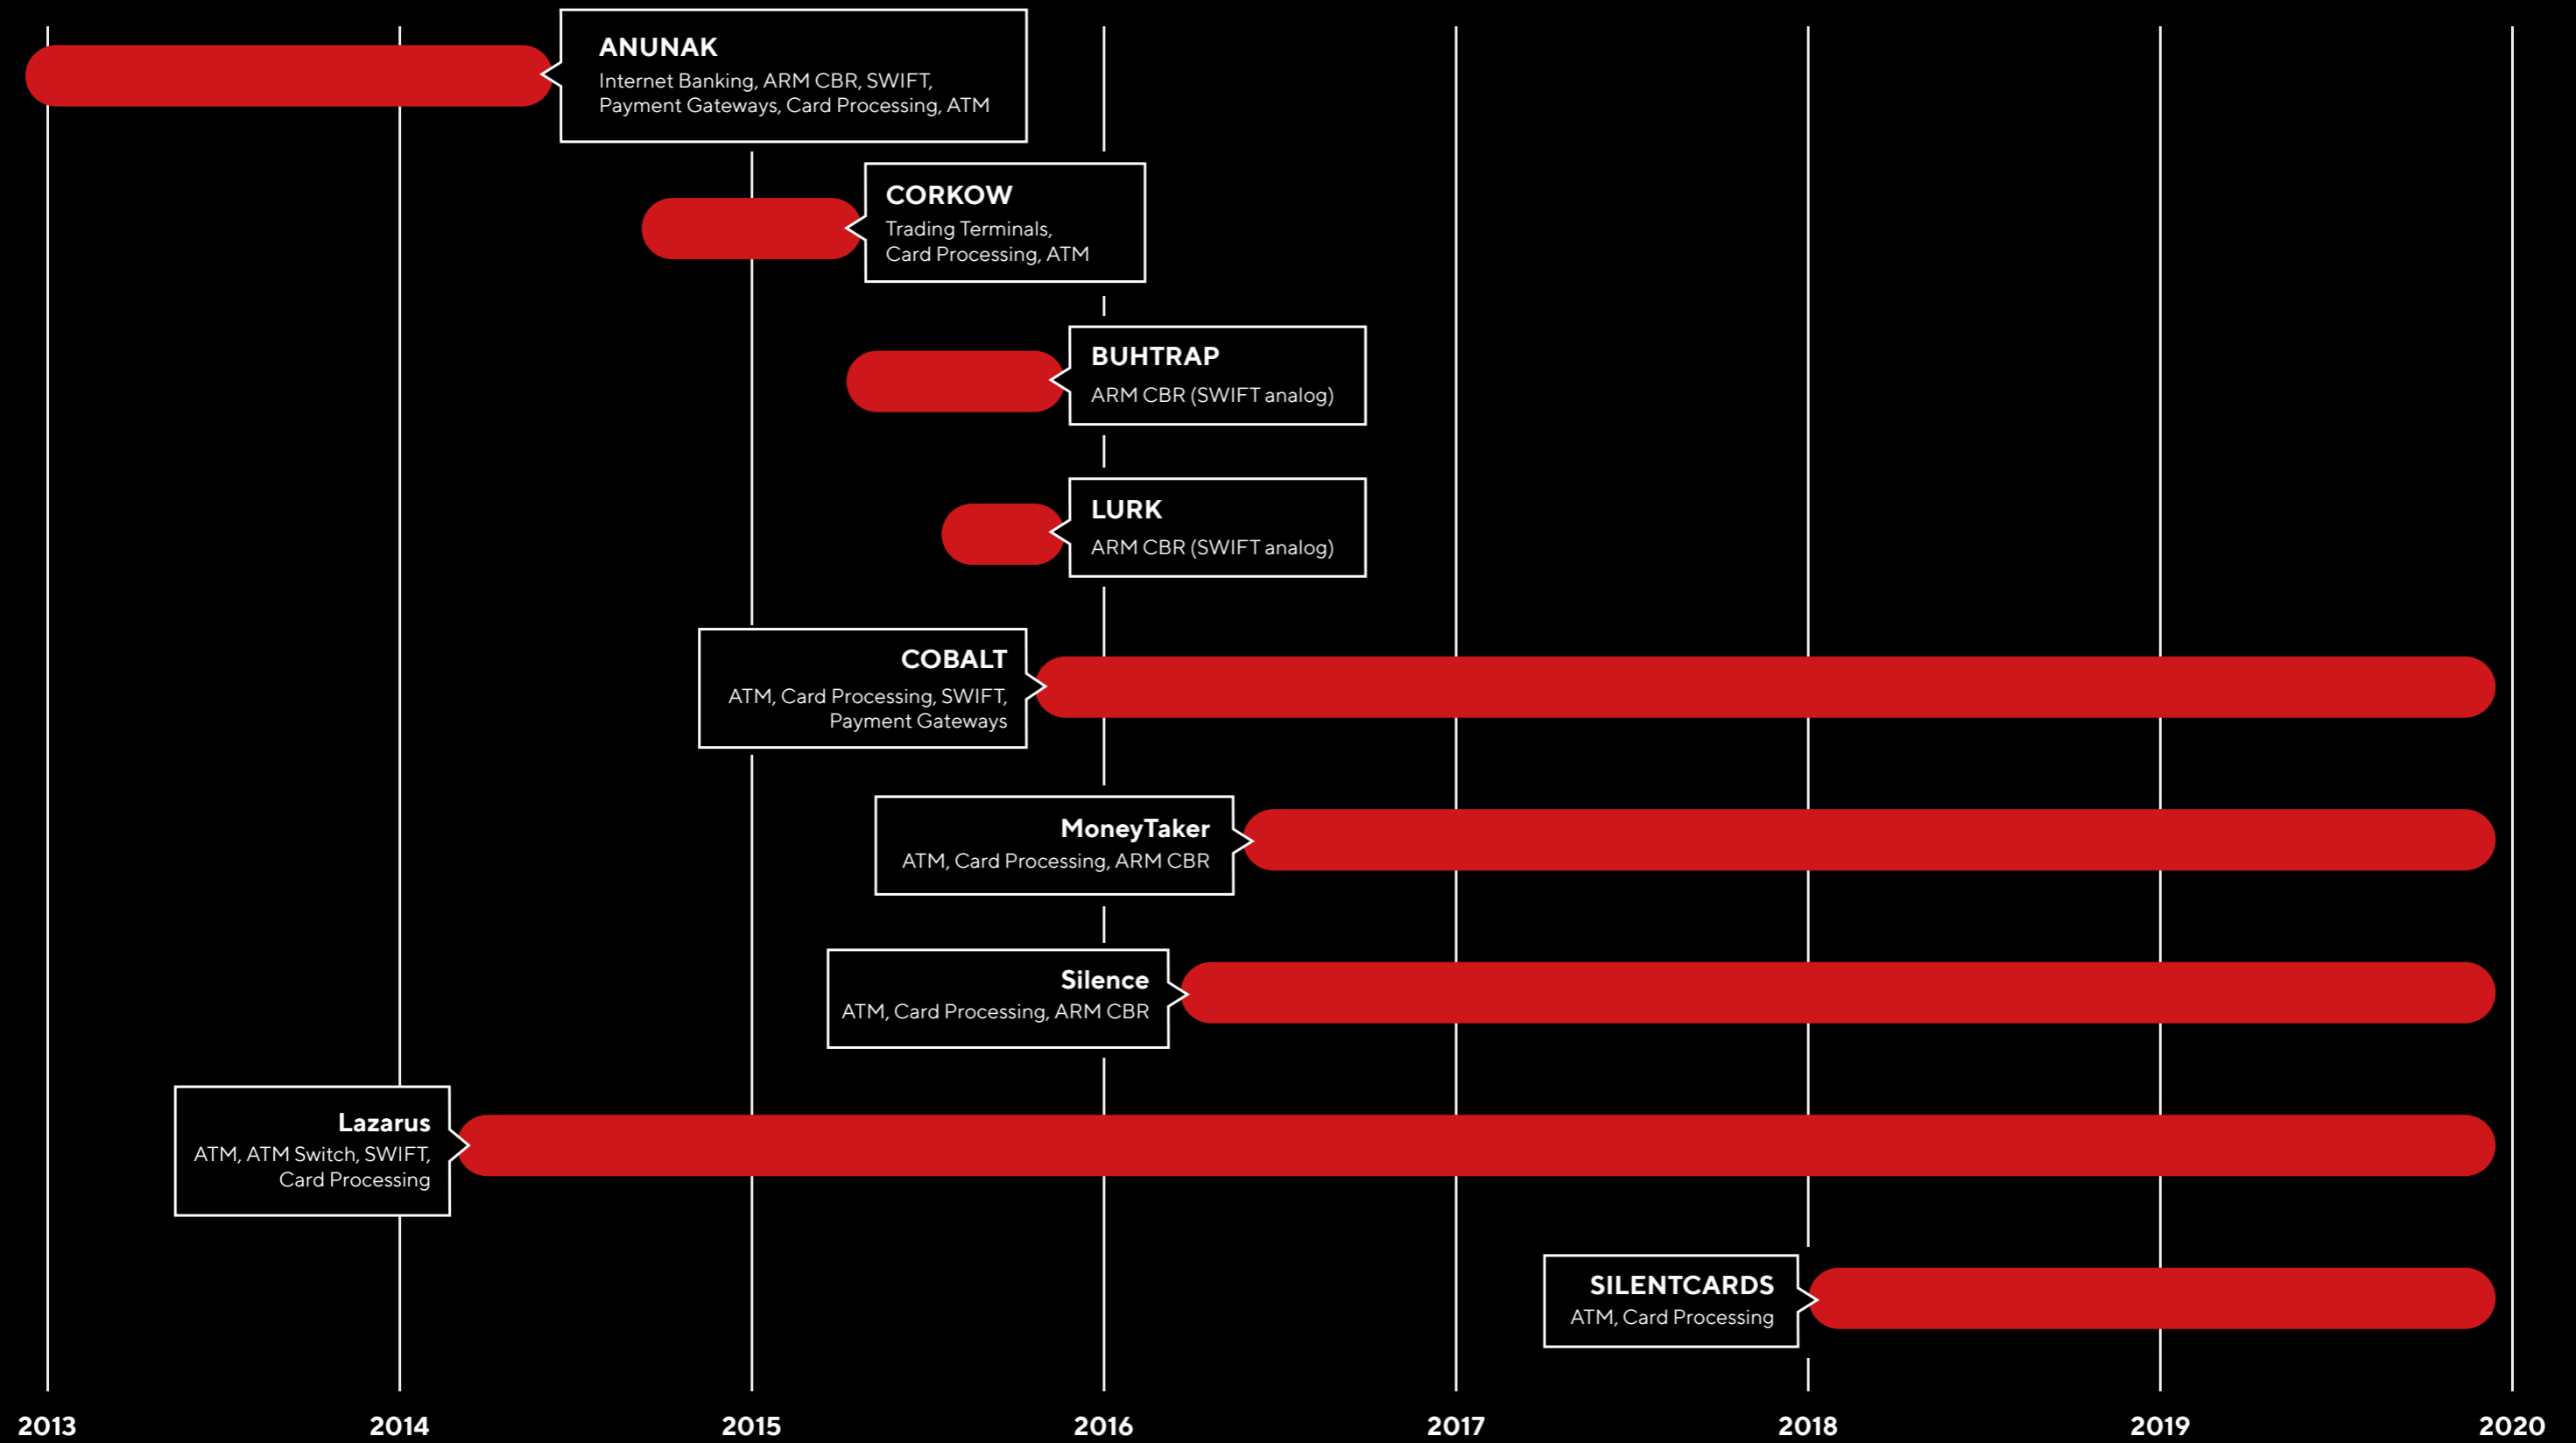 ANUNAK
Internet Banking, ARM CBR, SWIFT,
Payment Gateways, Card Processing, ATM
CORKOW
Trading Terminals,
Card Processing, ATM
BUHTRAP
ARM CBR (SWIFT analog)
LURK
ARM CBR (SWIFT analog)
COBALT
ATM, Card Processing, SWIFT,
Payment Gateways
MoneyTaker
ATM, Card Processing, ARM CBR
Silence
ATM, Card Processing, ARM CBR
Lazarus
ATM, ATM Switch, SWIFT,
Card Processing
SILENTCARDS
ATM, Card Processing
2013 2014 2015 2016 2017 2018 2019 2020